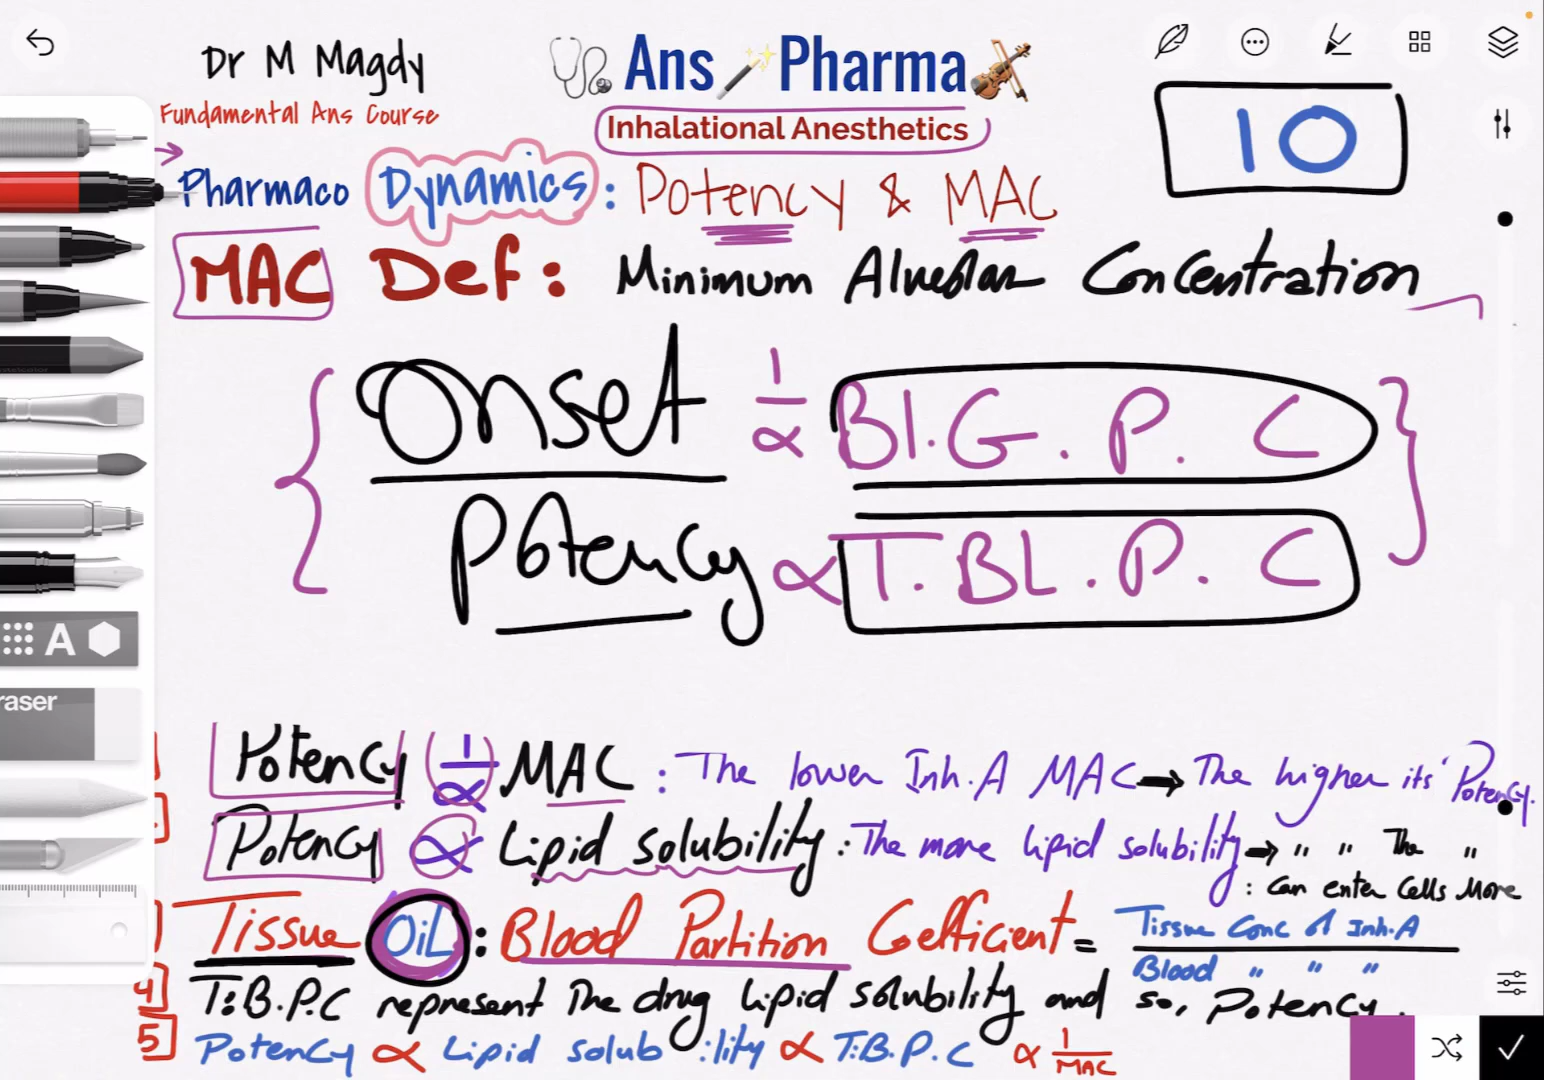 Dr M Magdy
Ans Pharma
Fundamental Ans Course
Inhalational Anesthetics
10
Pharmaco Dynamics: Potency & MAC
MAC Def: Minimum Alveolar Concentration
Onset 1/∝ Bl.G.P.C
Potency ∝ T.BL.P.C
A
raser
Potency 1/∝ MAC : The lower Inh.A MAC → The higher its' Potency.
Potency ∝ Lipid solubility : The more lipid solubility → " " The "
: Can enter Cells More
Tissue OiL : Blood Partition Coefficient = Tissue Conc of Inh.A
Blood " " "
4 T:B.P.C represent The drug lipid solubility and so, Potency.
5 Potency ∝ Lipid solubility ∝ T:B.P.C ∝ 1/MAC